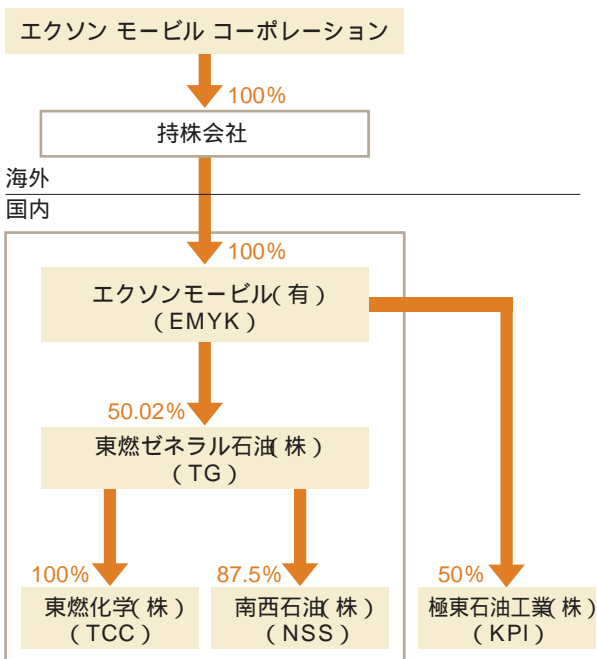 エクソン モービル コーポレーション
100%
持株会社
海外
国内
100%
エクソンモービル(有)
(EMYK)
50.02%
東燃ゼネラル石油(株)
(TG)
100%
87.5%
50%
東燃化学(株)
(TCC)
南西石油(株)
(NSS)
極東石油工業(株)
(KPI)